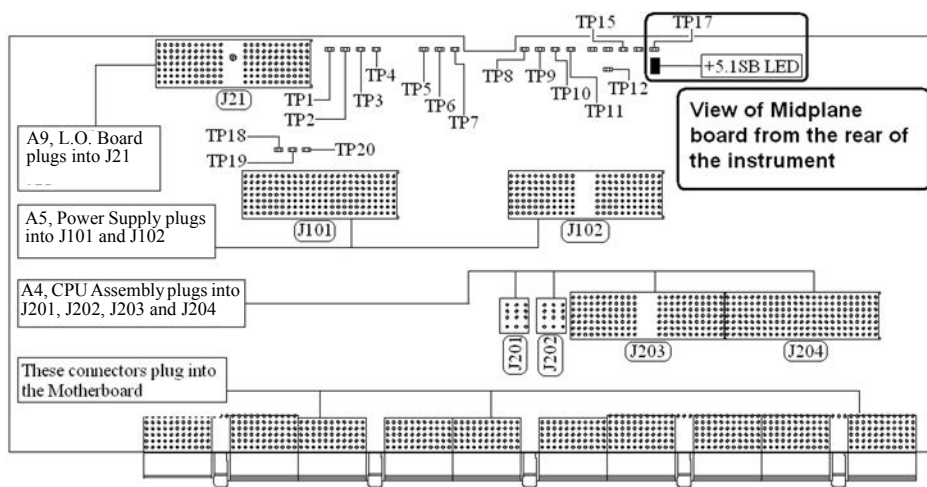 TP15
TP17
+5.1SB LED
TP8
TP9
TP10
TP11
TP12
TP1
TP2
TP3
TP4
TP5
TP6
TP7
J21
View of Midplane
board from the rear of
the instrument
A9, L.O. Board
plugs into J21
TP18
TP19
TP20
A5, Power Supply plugs
into J101 and J102
J101
J102
A4, CPU Assembly plugs into
J201, J202, J203 and J204
J201
J202
J203
J204
These connectors plug into
the Motherboard